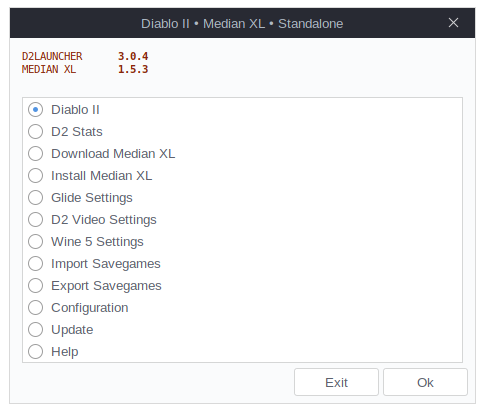 Diablo II • Median XL • Standalone
D2LAUNCHER 3.0.4
MEDIAN XL 1.5.3
Diablo II
D2 Stats
Download Median XL
Install Median XL
Glide Settings
D2 Video Settings
Wine 5 Settings
Import Savegames
Export Savegames
Configuration
Update
Help
Exit Ok